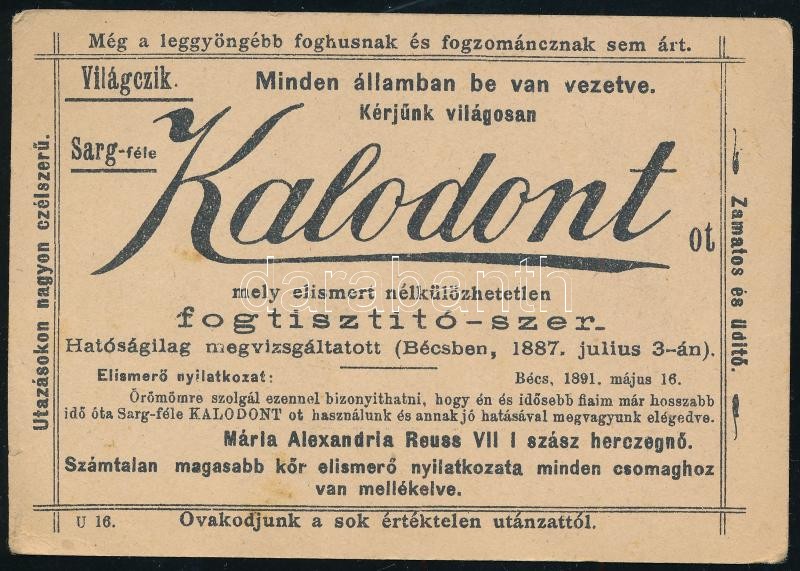 Még a leggyöngébb foghusnak és fogzománcznak sem árt.
Világczik.
Minden államban be van vezetve.
Kérjűnk világosan
Sarg-féle
Kalodont
ot
mely elismert nélkülözhetetlen
fogtisztitó-szer.
Hatóságilag megvizsgáltatott (Bécsben, 1887. julius 3-án).
Elismerő nyilatkozat:
Bécs, 1891. május 16.
Örömömre szolgál ezennel bizonyithatni, hogy én és idősebb fiaim már hosszabb
idő óta Sarg-féle KALODONT ot használunk és annak jó hatásával megvagyunk elégedve.
Mária Alexandria Reuss VII i szász herczegnő.
Számtalan magasabb kőr elismerő nyilatkozata minden csomaghoz
van mellékelve.
U 16.
Ovakodjunk a sok értéktelen utánzattól.
Utazásokon nagyon czélszerű.
Zamatos és üditő.
darabanth